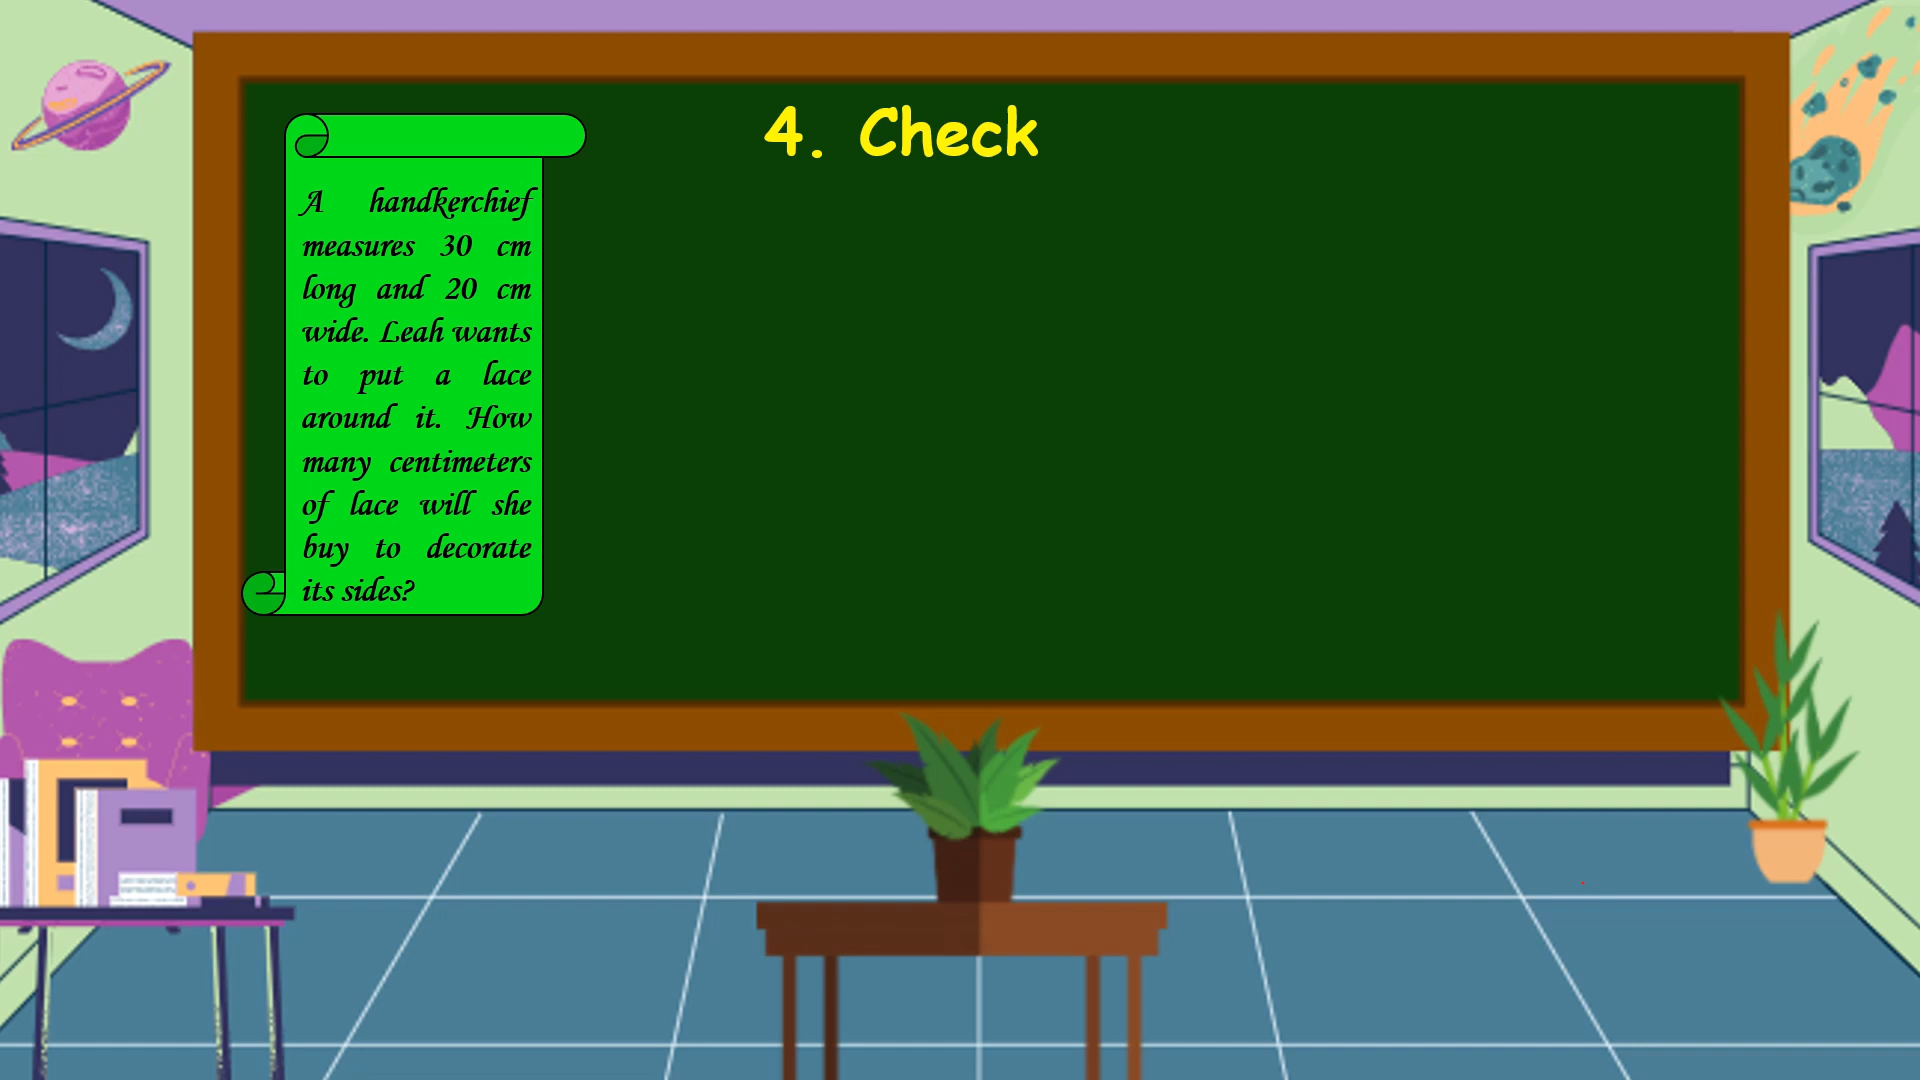 4. Check
A handkerchief
measures 30 cm
long and 20 cm
wide. Leah wants
to put a lace
around it. How
many centimeters
of lace will she
buy to decorate
its sides?